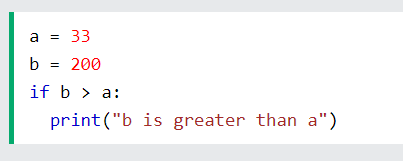 a = 33
b = 200
if b > a:
  print("b is greater than a")